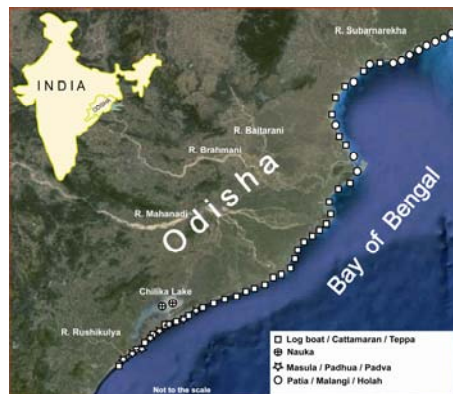 R. Subarnarekha
INDIA
Odisha
R. Baitarani
R. Brahmani
Odisha
R. Mahanadi
Bay of Bengal
Chilika Lake
R. Rushikulya
Log boat / Cattamaran / Teppa
Nauka
Masula / Padhua / Padva
Patia / Malangi / Holah
Not to the scale